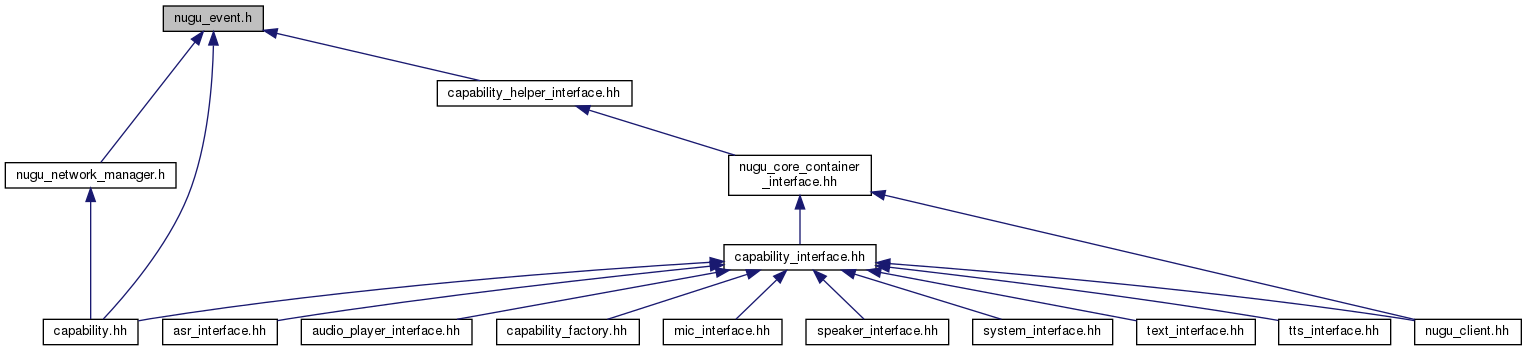 nugu_event.h
capability_helper_interface.hh
nugu_network_manager.h
nugu_core_container
_interface.hh
capability_interface.hh
capability.hh
asr_interface.hh
audio_player_interface.hh
capability_factory.hh
mic_interface.hh
speaker_interface.hh
system_interface.hh
text_interface.hh
tts_interface.hh
nugu_client.hh